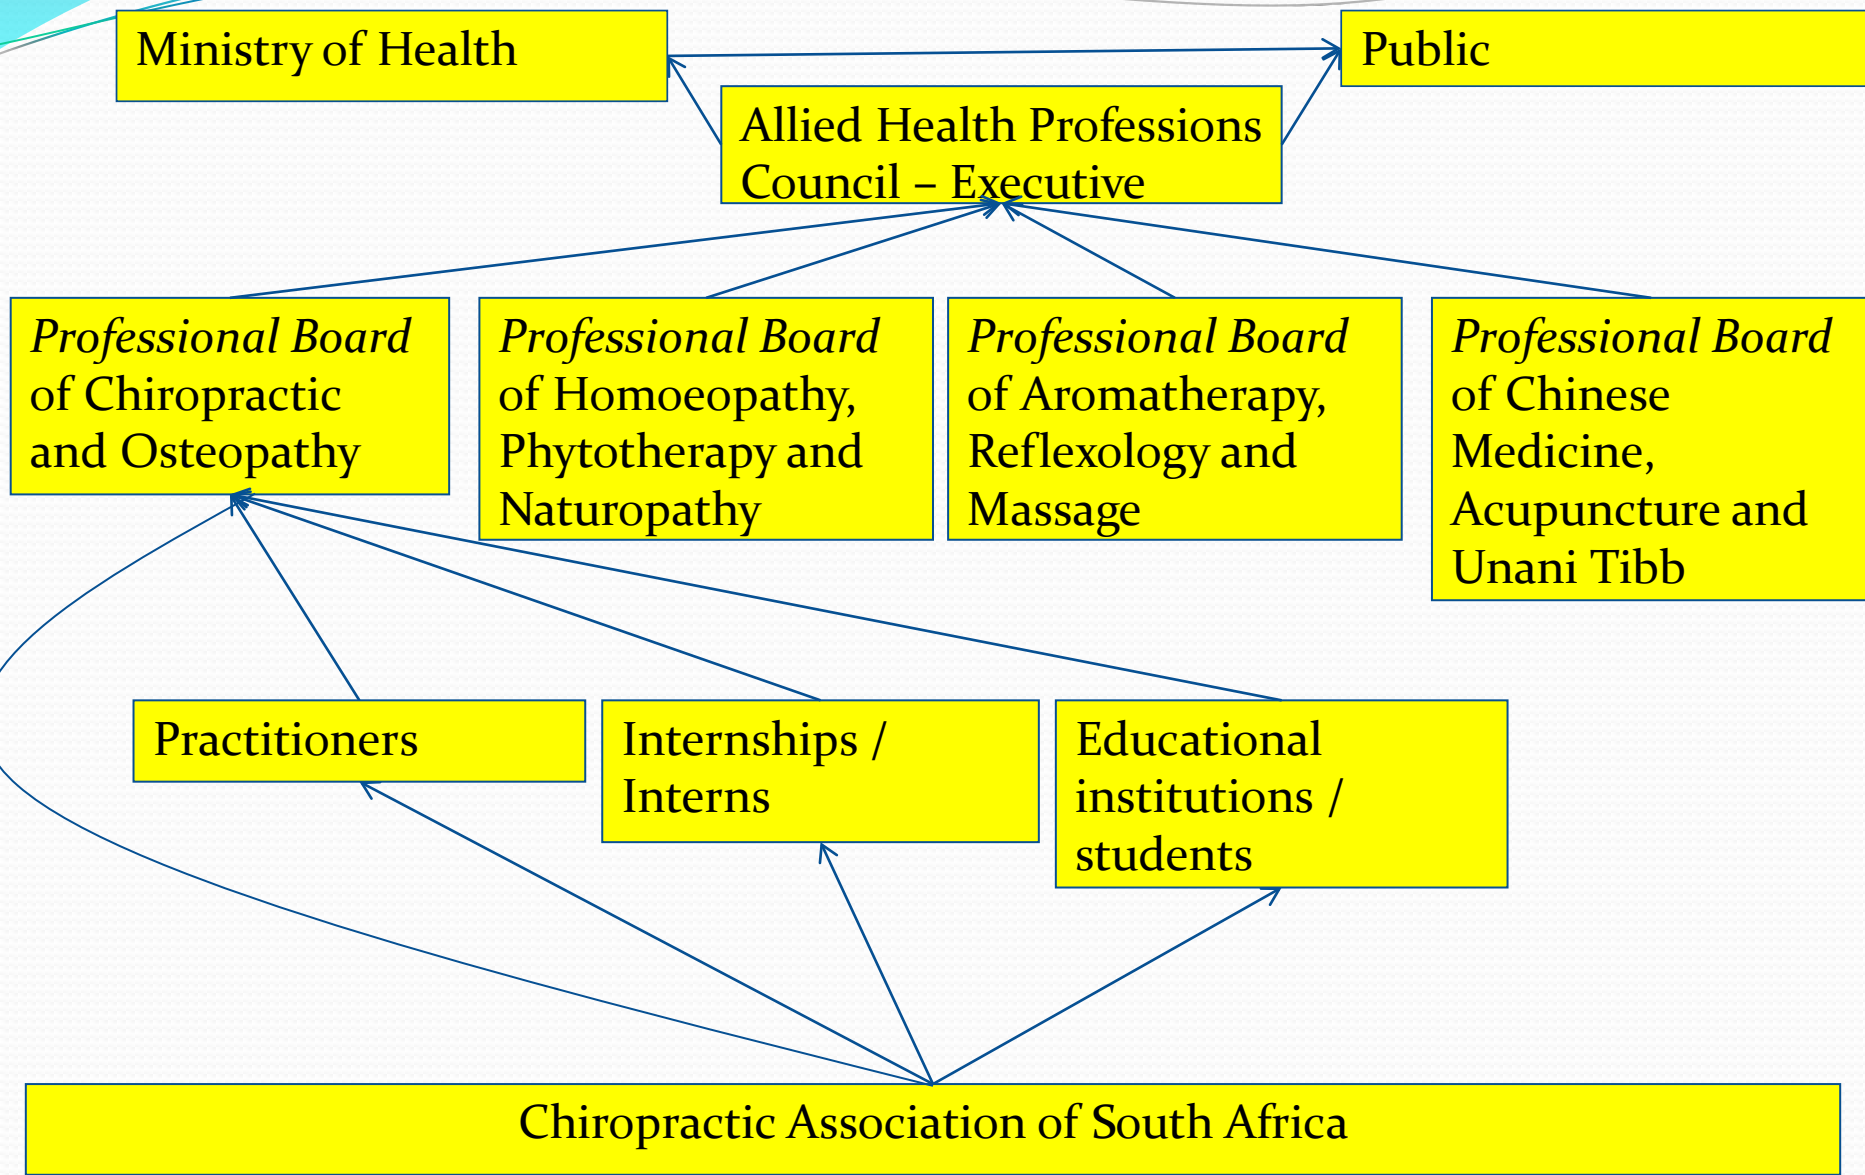 Ministry of Health
Public
Allied Health Professions
Council – Executive
Professional Board
of Chiropractic
and Osteopathy
Professional Board
of Homoeopathy,
Phytotherapy and
Naturopathy
Professional Board
of Aromatherapy,
Reflexology and
Massage
Professional Board
of Chinese
Medicine,
Acupuncture and
Unani Tibb
Practitioners
Internships /
Interns
Educational
institutions /
students
Chiropractic Association of South Africa